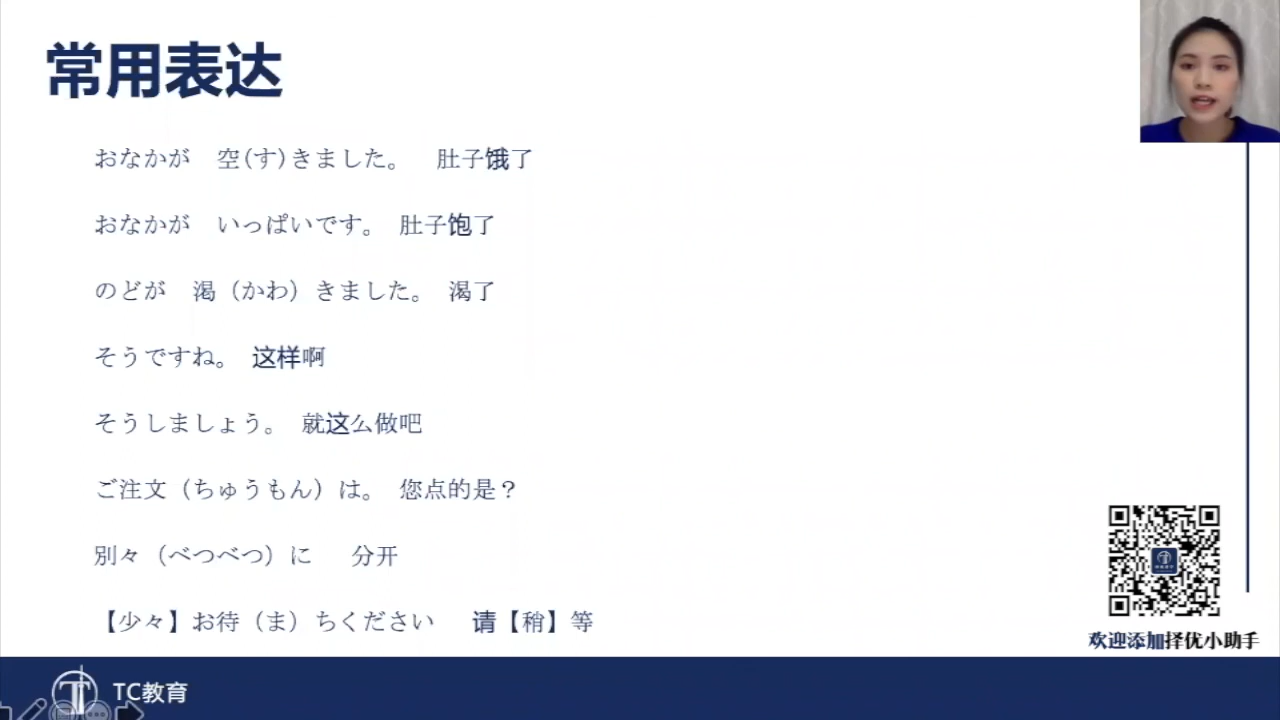 常用表达
おなかが　空(す)きました。　肚子饿了
おなかが　いっぱいです。　肚子饱了
のどが　渇（かわ）きました。　渴了
そうですね。　这样啊
そうしましょう。　就这么做吧
ご注文（ちゅうもん）は。　您点的是？
別々（べつべつ）に　　分开
【少々】お待（ま）ちください　　请【稍】等
欢迎添加择优小助手
TC教育